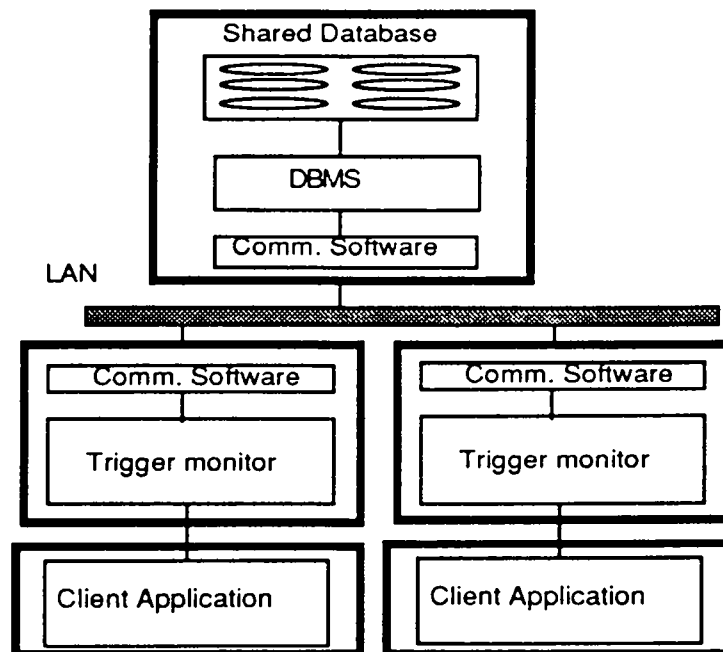 Shared Database
DBMS
Comm. Software
LAN
Comm. Software
Comm. Software
Trigger monitor
Trigger monitor
Client Application
Client Application